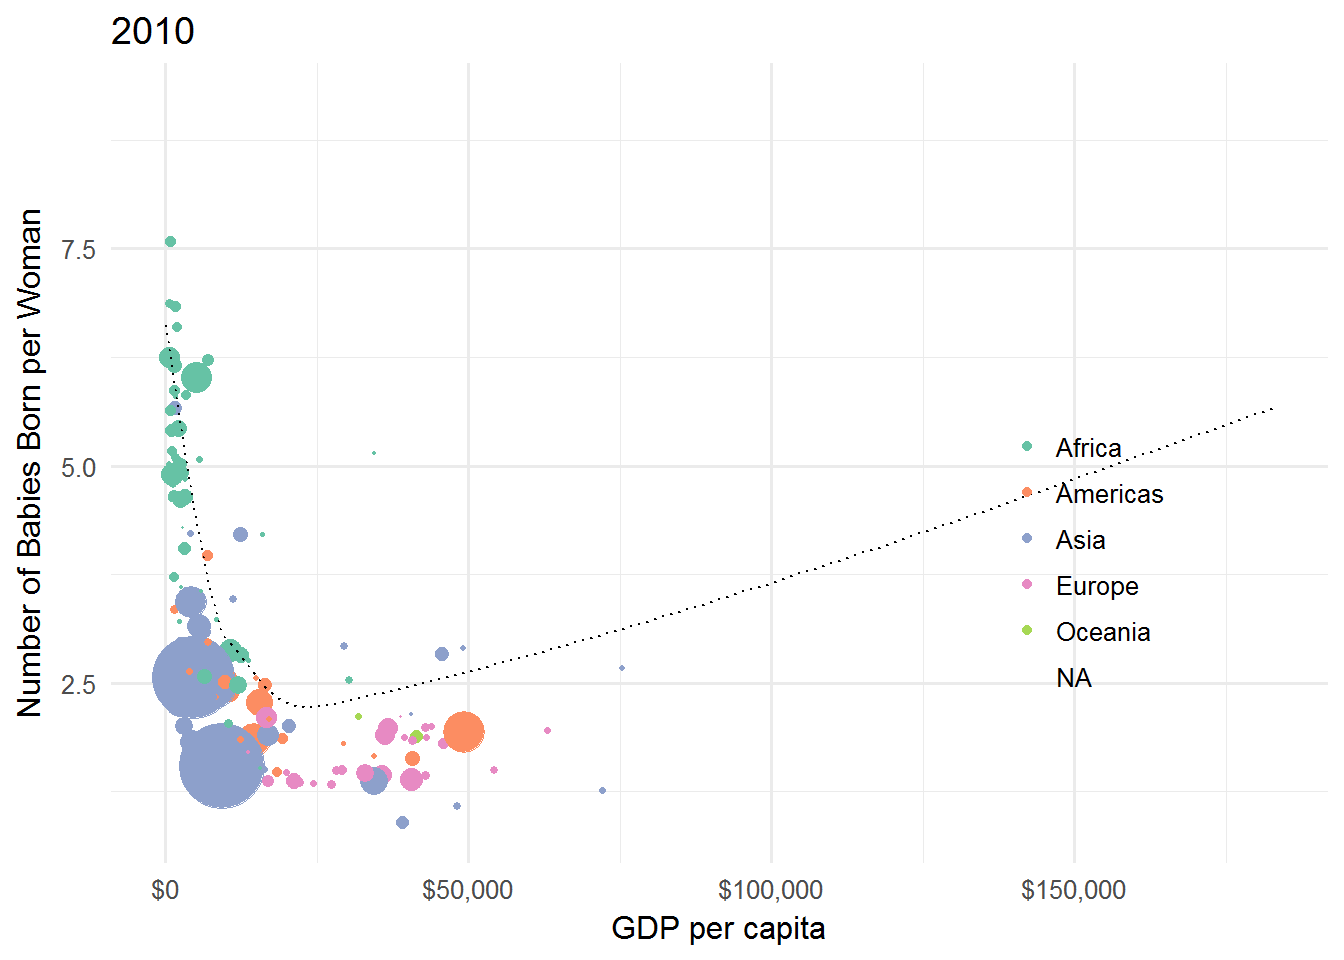 2010
Number of Babies Born per Woman
7.5
5.0
2.5
Africa
Americas
Asia
Europe
Oceania
NA
$0
$50,000
$100,000
$150,000
GDP per capita